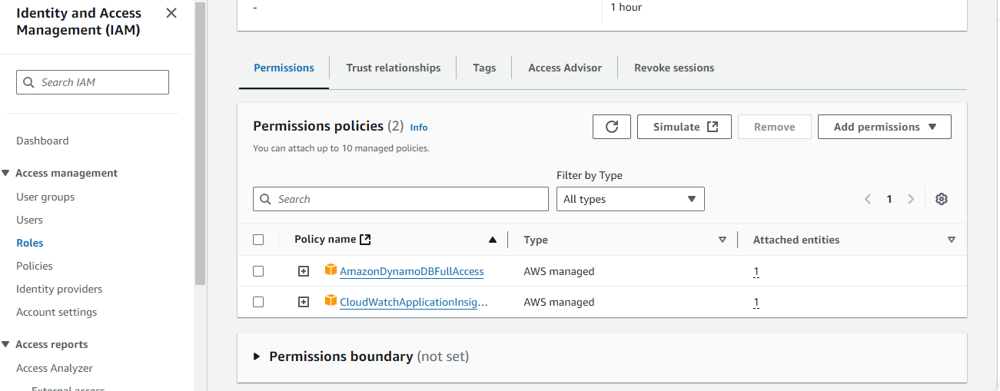 Identity and Access
Management (IAM)
Search IAM
Dashboard
Access management
User groups
Users
Roles
Policies
Identity providers
Account settings
Access reports
Access Analyzer
External access
-
1 hour
Permissions
Trust relationships
Tags
Access Advisor
Revoke sessions
Permissions policies (2) Info
You can attach up to 10 managed policies.
Simulate
Remove
Add permissions
Filter by Type
Search
All types
1
Policy name
Type
Attached entities
AmazonDynamoDBFullAccess
AWS managed
1
CloudWatchApplicationInsig...
AWS managed
1
Permissions boundary (not set)